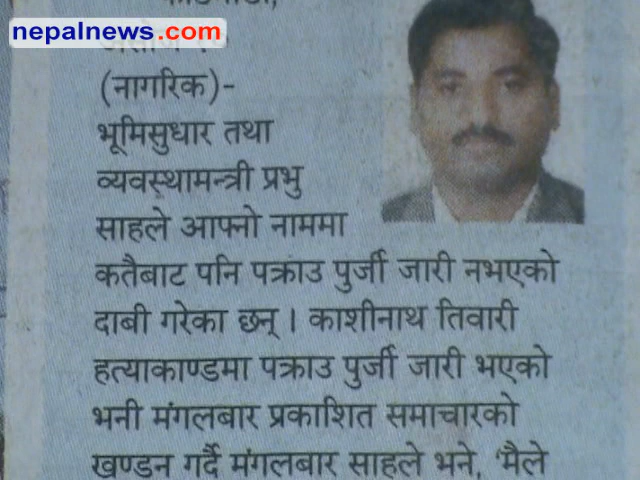 nepalnews.com
(नागरिक)-
भूमिसुधार तथा
व्यवस्थामन्त्री प्रभु
साहले आफ्नो नाममा
कतैबाट पनि पक्राउ पुर्जी जारी नभएको
दाबी गरेका छन् । काशीनाथ तिवारी
हत्याकाण्डमा पक्राउ पुर्जी जारी भएको
भनी मंगलबार प्रकाशित समाचारको
खण्डन गर्दै मंगलबार साहले भने, ‘मैले